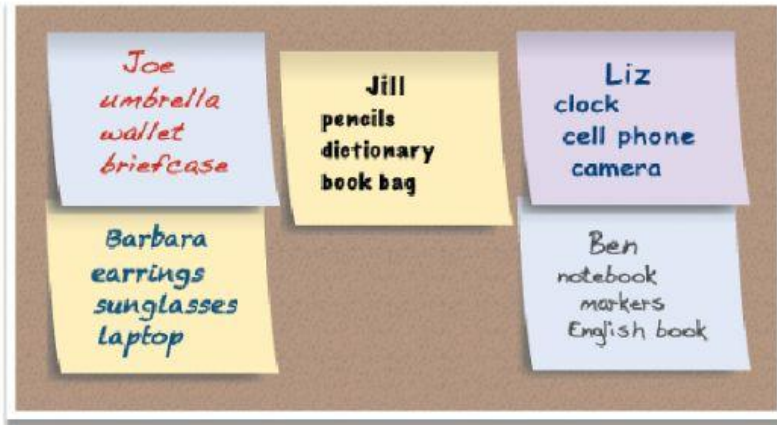 Joe
umbrella
wallet
briefcase
Jill
pencils
dictionary
book bag
Liz
clock
cell phone
camera
Barbara
earrings
sunglasses
laptop
Ben
notebook
markers
English book